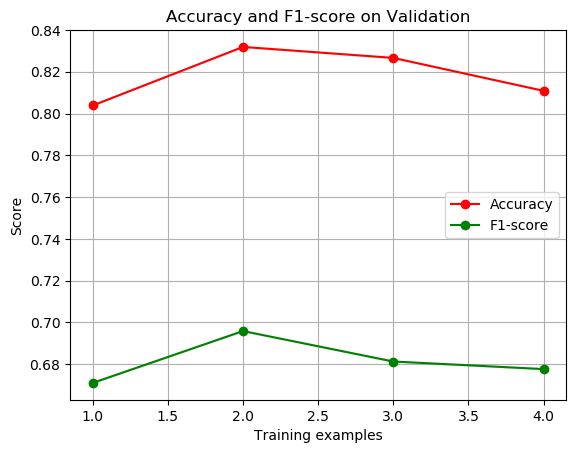 Accuracy and F1-score on Validation
0.84
0.82
0.80
0.78
0.76
0.74
0.72
0.70
0.68
Score
Accuracy
F1-score
1.0 1.5 2.0 2.5 3.0 3.5 4.0
Training examples